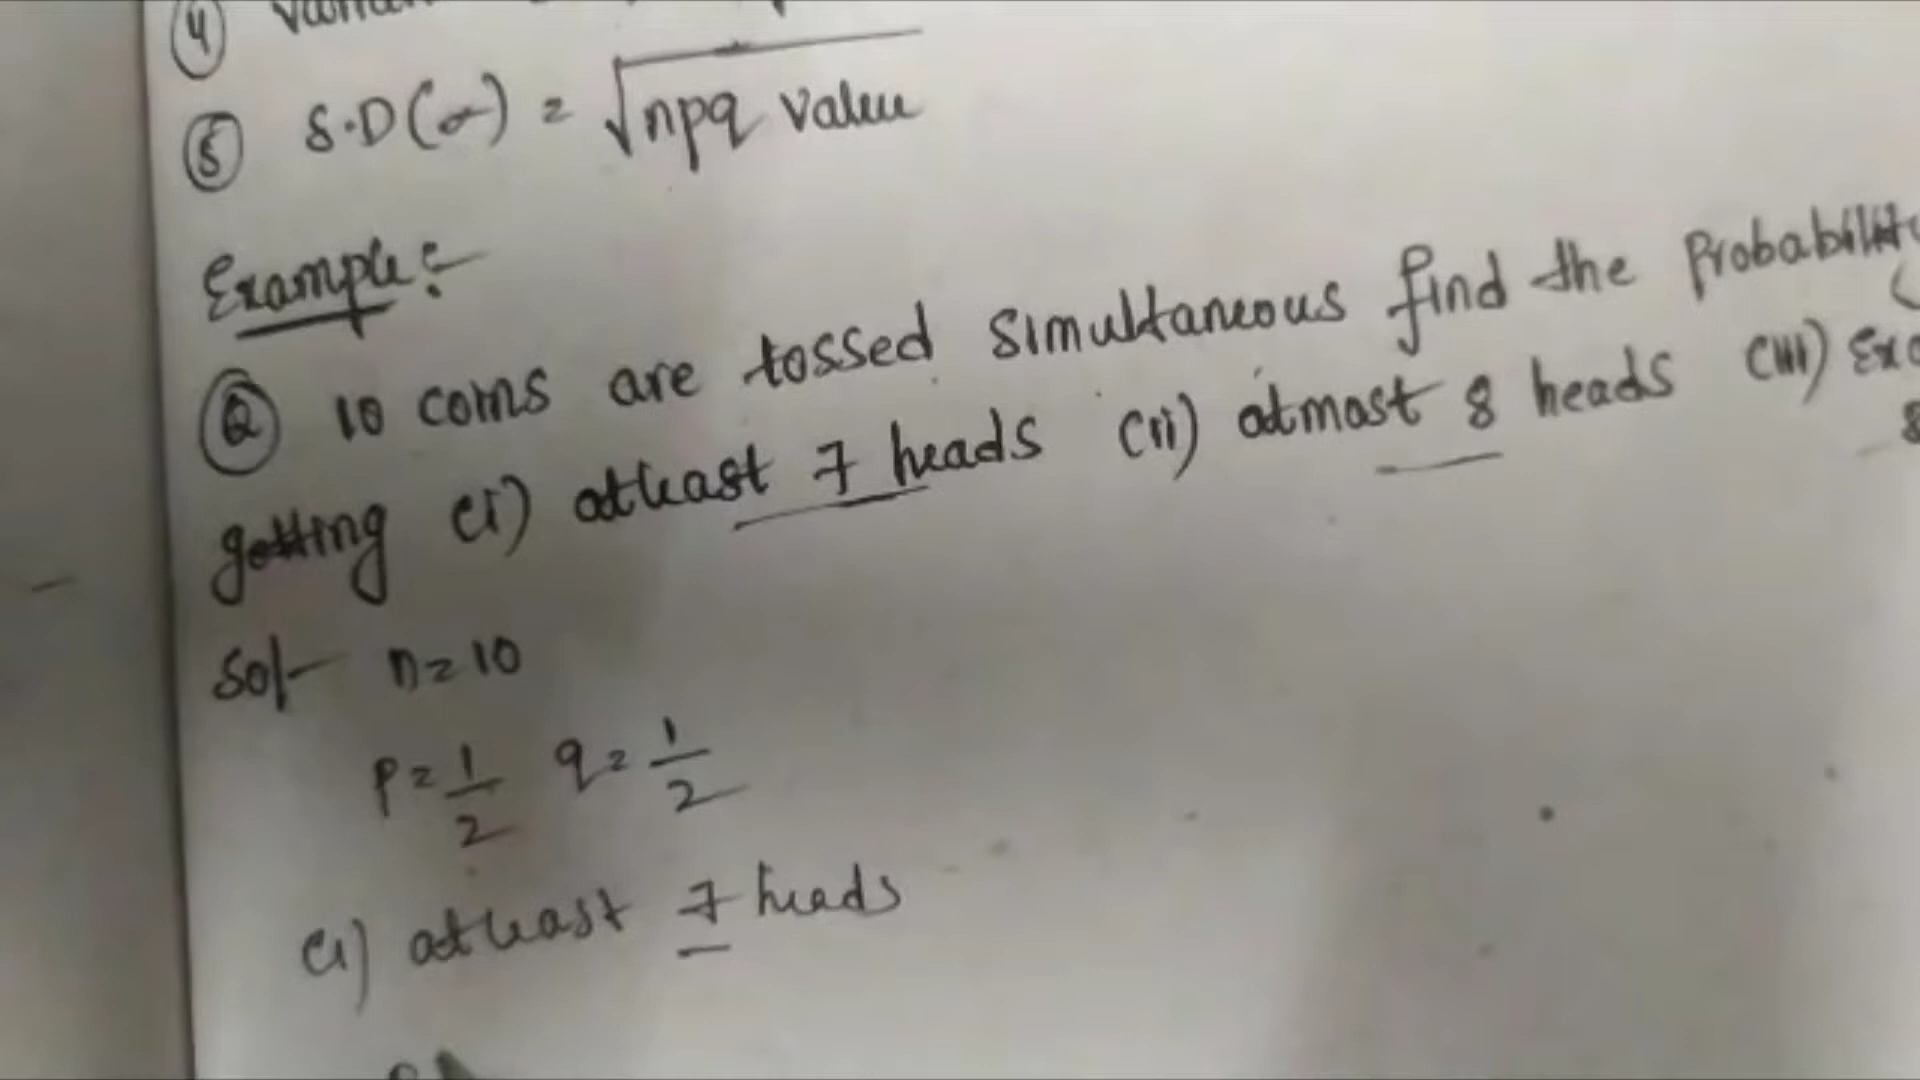 ④
⑤ S.D(σ) = √npq value
Example:-
Ⓠ 10 coins are tossed simultaneous find the Probability
getting (i) atleast 7 heads (ii) atmost 8 heads (iii)
Sol- n=10
P=1/2 q=1/2
(i) atleast 7 heads